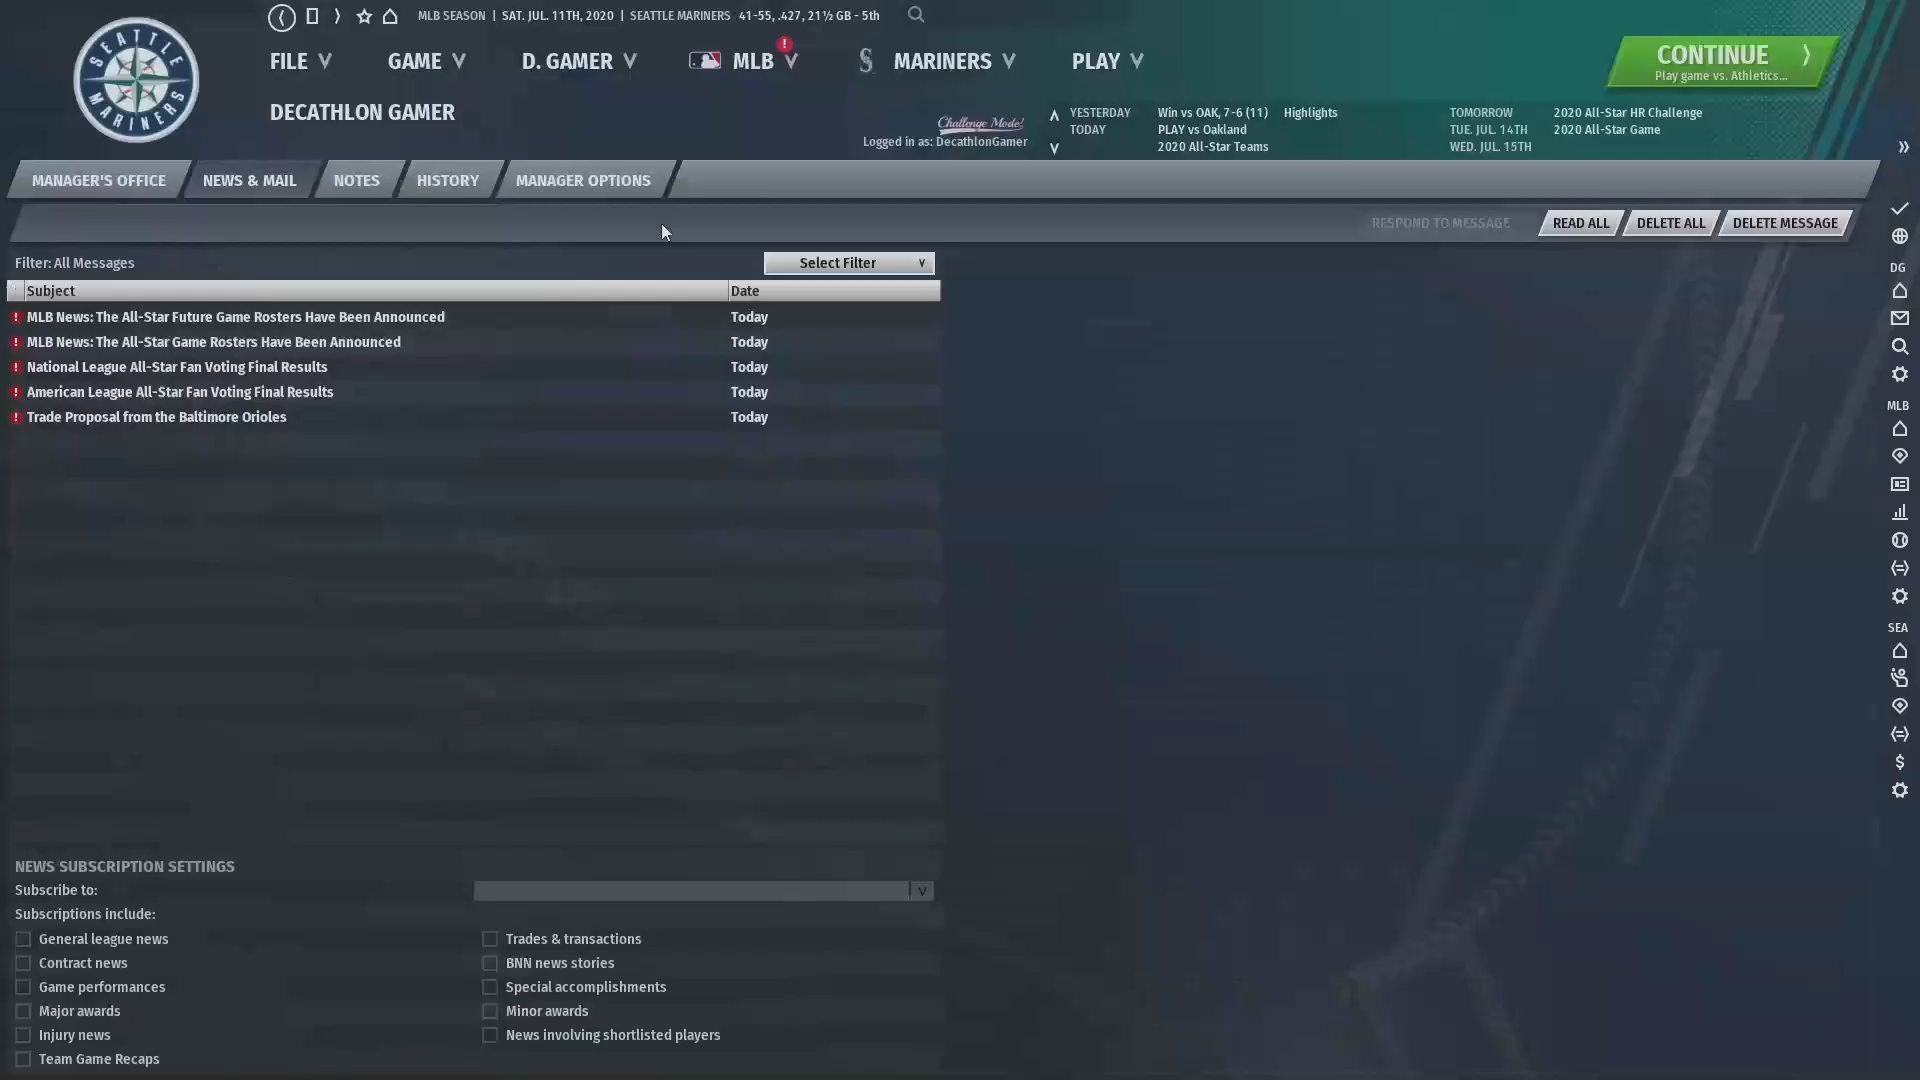 MLB SEASON | SAT. JUL. 11TH, 2020 | SEATTLE MARINERS 41-55, .427, 21½ GB - 5th
SEATTLE MARINERS
FILE GAME D. GAMER MLB ! MARINERS PLAY
CONTINUE
Play game vs. Athletics...
DECATHLON GAMER
Challenge Mode!
Logged in as: DecathlonGamer
YESTERDAY Win vs OAK, 7-6 (11) Highlights
TODAY PLAY vs Oakland
2020 All-Star Teams
TOMORROW 2020 All-Star HR Challenge
TUE. JUL. 14TH 2020 All-Star Game
WED. JUL. 15TH
MANAGER'S OFFICE NEWS & MAIL NOTES HISTORY MANAGER OPTIONS
RESPOND TO MESSAGE READ ALL DELETE ALL DELETE MESSAGE
Filter: All Messages Select Filter
Subject Date
! MLB News: The All-Star Future Game Rosters Have Been Announced Today
! MLB News: The All-Star Game Rosters Have Been Announced Today
! National League All-Star Fan Voting Final Results Today
! American League All-Star Fan Voting Final Results Today
! Trade Proposal from the Baltimore Orioles Today
DG
MLB
SEA
$
NEWS SUBSCRIPTION SETTINGS
Subscribe to:
Subscriptions include:
General league news Trades & transactions
Contract news BNN news stories
Game performances Special accomplishments
Major awards Minor awards
Injury news News involving shortlisted players
Team Game Recaps